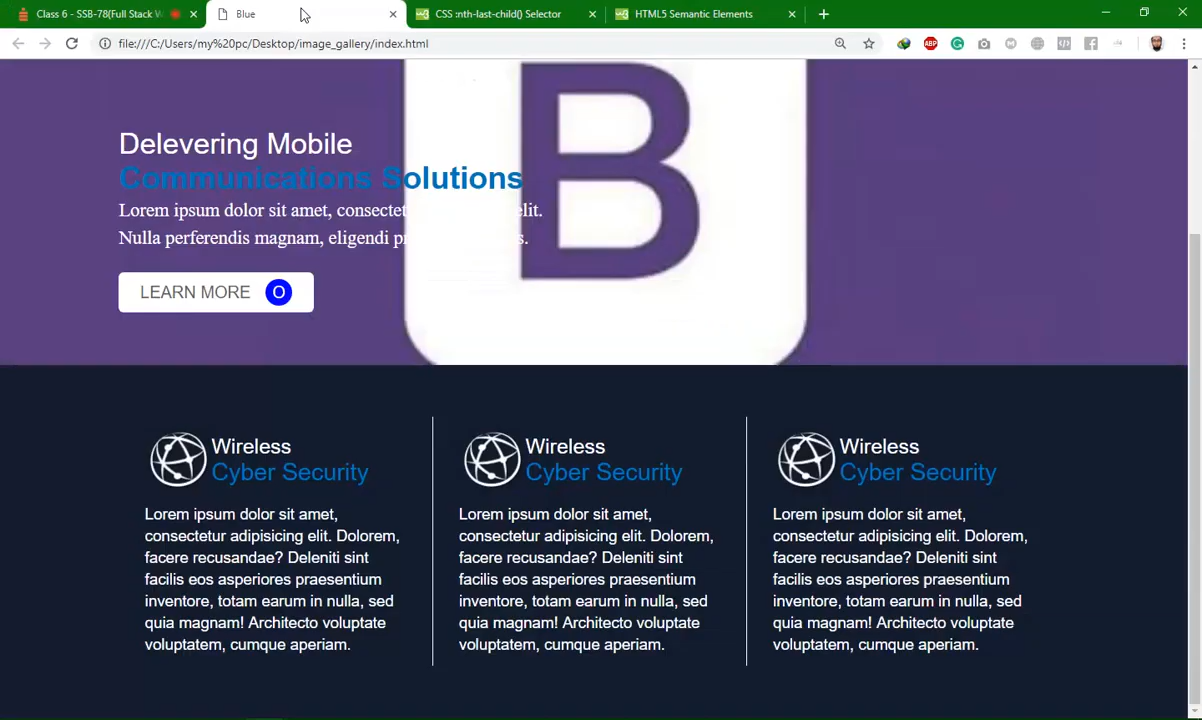 Class 6 - SSB-78(Full Stack W
Blue
CSS :nth-last-child() Selector
HTML5 Semantic Elements
file:///C:/Users/my%20pc/Desktop/image_gallery/index.html
ABP
B
Delevering Mobile
Communications Solutions
Lorem ipsum dolor sit amet, consectet elit.
Nulla perferendis magnam, eligendi
LEARN MORE O
Wireless
Cyber Security
Lorem ipsum dolor sit amet,
consectetur adipisicing elit. Dolorem,
facere recusandae? Deleniti sint
facilis eos asperiores praesentium
inventore, totam earum in nulla, sed
quia magnam! Architecto voluptate
voluptatem, cumque aperiam.
Wireless
Cyber Security
Lorem ipsum dolor sit amet,
consectetur adipisicing elit. Dolorem,
facere recusandae? Deleniti sint
facilis eos asperiores praesentium
inventore, totam earum in nulla, sed
quia magnam! Architecto voluptate
voluptatem, cumque aperiam.
Wireless
Cyber Security
Lorem ipsum dolor sit amet,
consectetur adipisicing elit. Dolorem,
facere recusandae? Deleniti sint
facilis eos asperiores praesentium
inventore, totam earum in nulla, sed
quia magnam! Architecto voluptate
voluptatem, cumque aperiam.